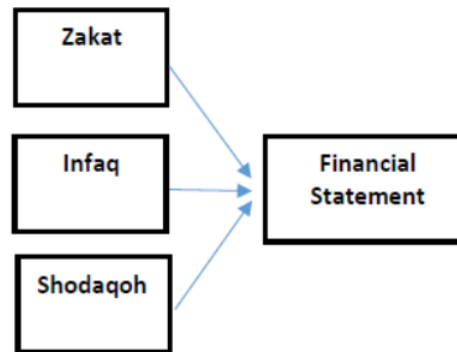 Zakat
Infaq
Shodaqoh
Financial
Statement